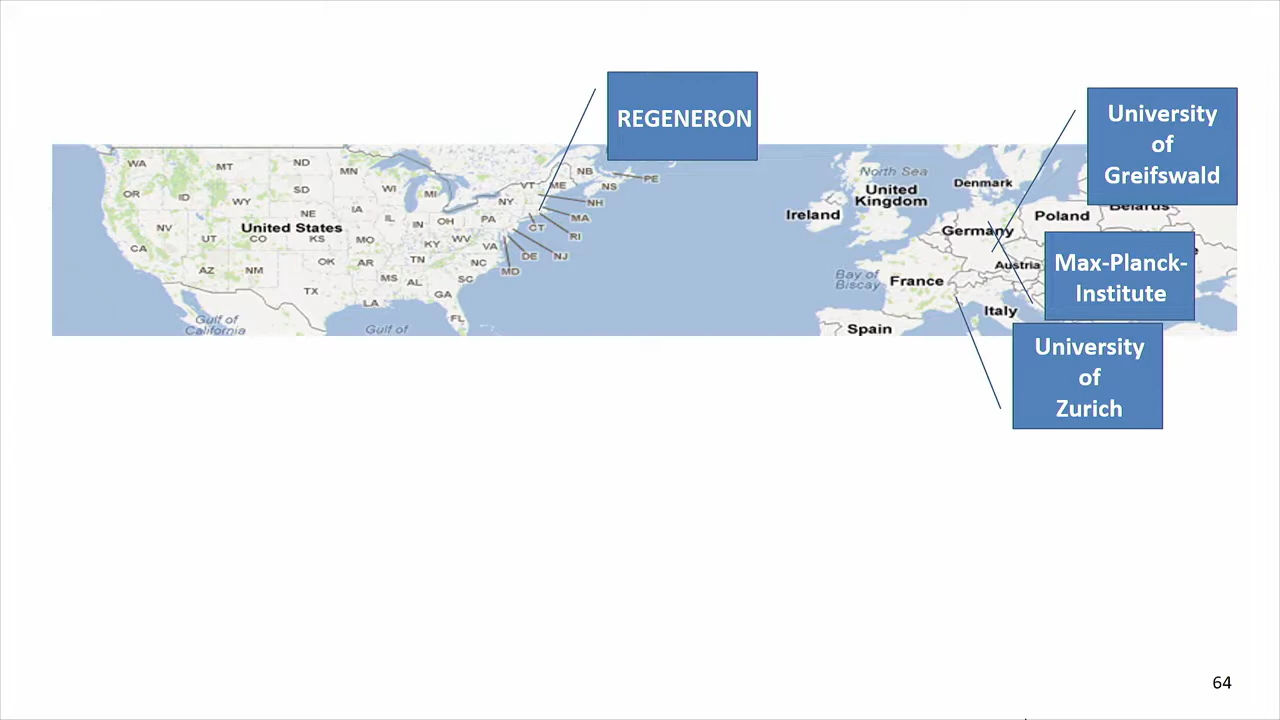 REGENERON
University
of
Greifswald
Max-Planck-
Institute
University
of
Zurich
WA
MT
ND
MN
OR
ID
WY
SD
WI
MI
NV
UT
CO
NE
KS
IA
IL
IN
OH
PA
NY
VT
ME
NB
NS
PE
NH
MA
RI
CT
NJ
DE
MD
United States
CA
AZ
NM
OK
MO
AR
KY
WV
VA
TN
NC
SC
MS
AL
GA
TX
LA
FL
Gulf of
California
Gulf of
North Sea
United
Kingdom
Ireland
Denmark
Germany
Poland
Belarus
Austria
France
Bay of
Biscay
Italy
Spain
64